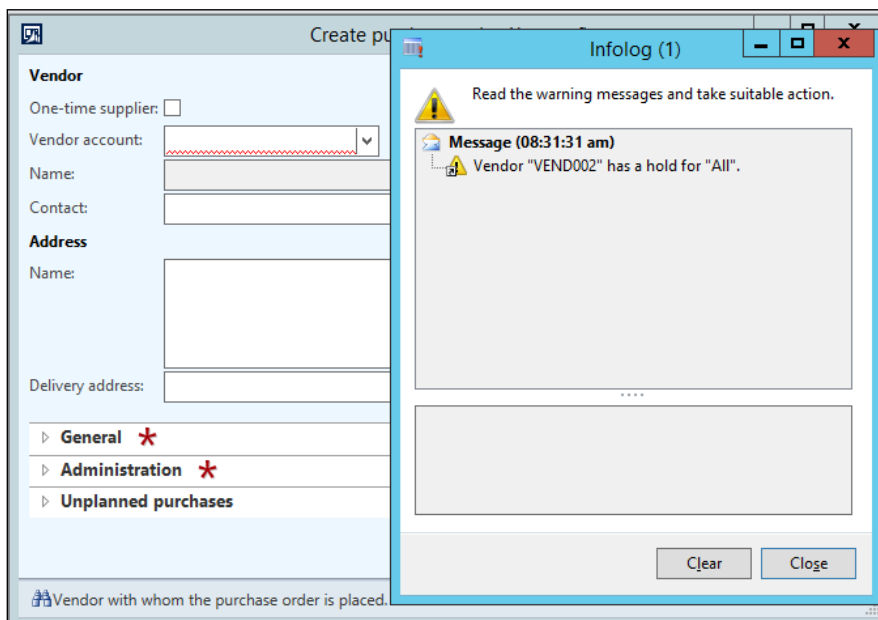 Create pu
Vendor
One-time supplier:
Vendor account:
Name:
Contact:
Address
Name:
Delivery address:
General *
Administration *
Unplanned purchases
Vendor with whom the purchase order is placed.
Infolog (1)
Read the warning messages and take suitable action.
Message (08:31:31 am)
Vendor "VEND002" has a hold for "All".
Clear
Close